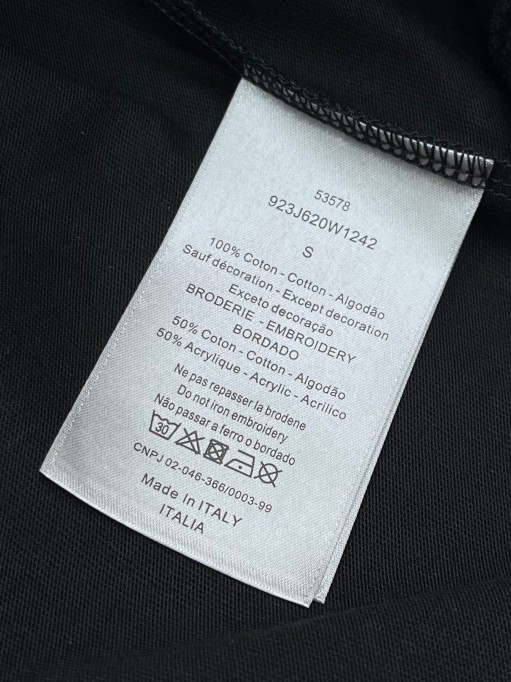 53578
923J620W1242
S
100% Coton - Cotton - Algodão
Sauf décoration - Except decoration
Exceto decoração
BRODERIE - EMBROIDERY
BORDADO
50% Coton - Cotton - Algodão
50% Acrylique - Acrylic - Acrilico
Ne pas repasser la brodene
Do not iron embroidery
Não passar a ferro o bordado
30
CNPJ 02-046-366/0003-99
Made In ITALY
ITALIA